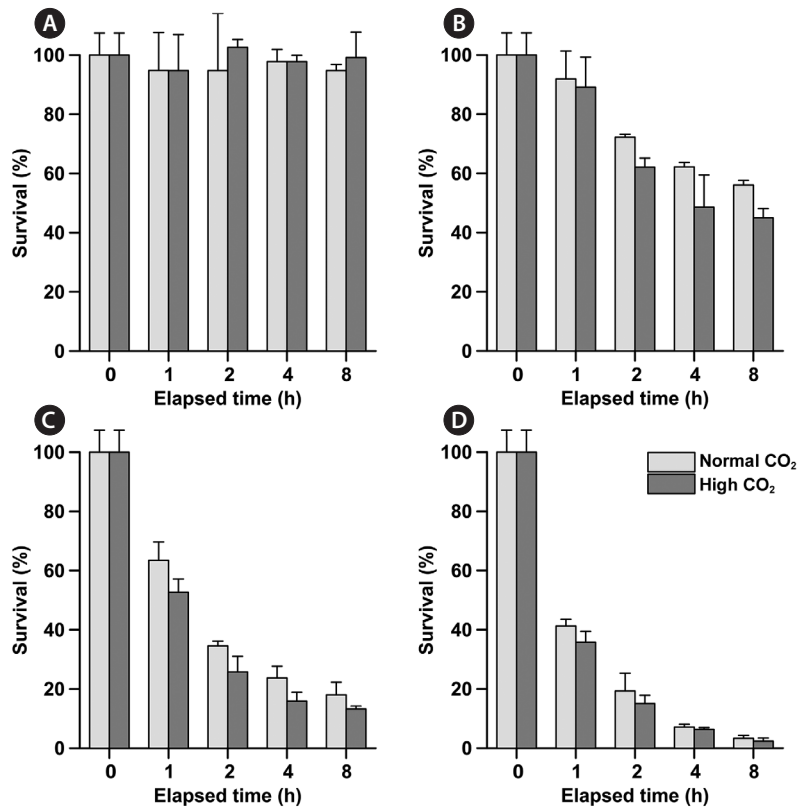 A
Survival (%)
100
80
60
40
20
0
0 1 2 4 8
Elapsed time (h)
B
Survival (%)
100
80
60
40
20
0
0 1 2 4 8
Elapsed time (h)
C
Survival (%)
100
80
60
40
20
0
0 1 2 4 8
Elapsed time (h)
D
Normal CO₂
High CO₂
Survival (%)
100
80
60
40
20
0
0 1 2 4 8
Elapsed time (h)